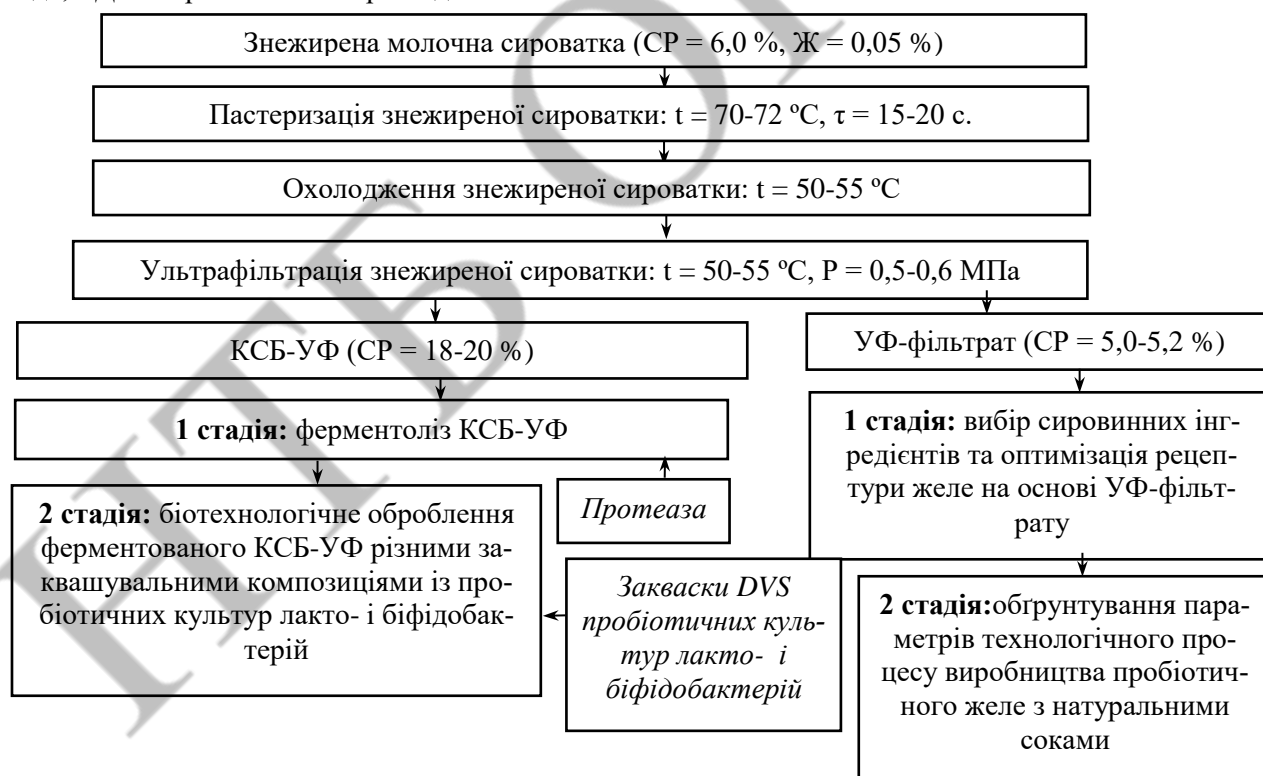 Знежирена молочна сироватка (СР = 6,0 %, Ж = 0,05 %)
Пастеризація знежиреної сироватки: t = 70-72 ºС, τ = 15-20 с.
Охолодження знежиреної сироватки: t = 50-55 ºС
Ультрафільтрація знежиреної сироватки: t = 50-55 ºС, Р = 0,5-0,6 МПа
КСБ-УФ (СР = 18-20 %)
УФ-фільтрат (СР = 5,0-5,2 %)
1 стадія: ферментоліз КСБ-УФ
1 стадія: вибір сировинних інг-
редієнтів та оптимізація рецеп-
тури желе на основі УФ-фільт-
рату
Протеаза
2 стадія: біотехнологічне оброблення
ферментованого КСБ-УФ різними за-
квашувальними композиціями із про-
біотичних культур лакто- і біфідобак-
терій
Закваски DVS
пробіотичних куль-
тур лакто- і
біфідобактерій
2 стадія:обґрунтування пара-
метрів технологічного про-
цесу виробництва пробіотич-
ного желе з натуральними
соками
НТБ